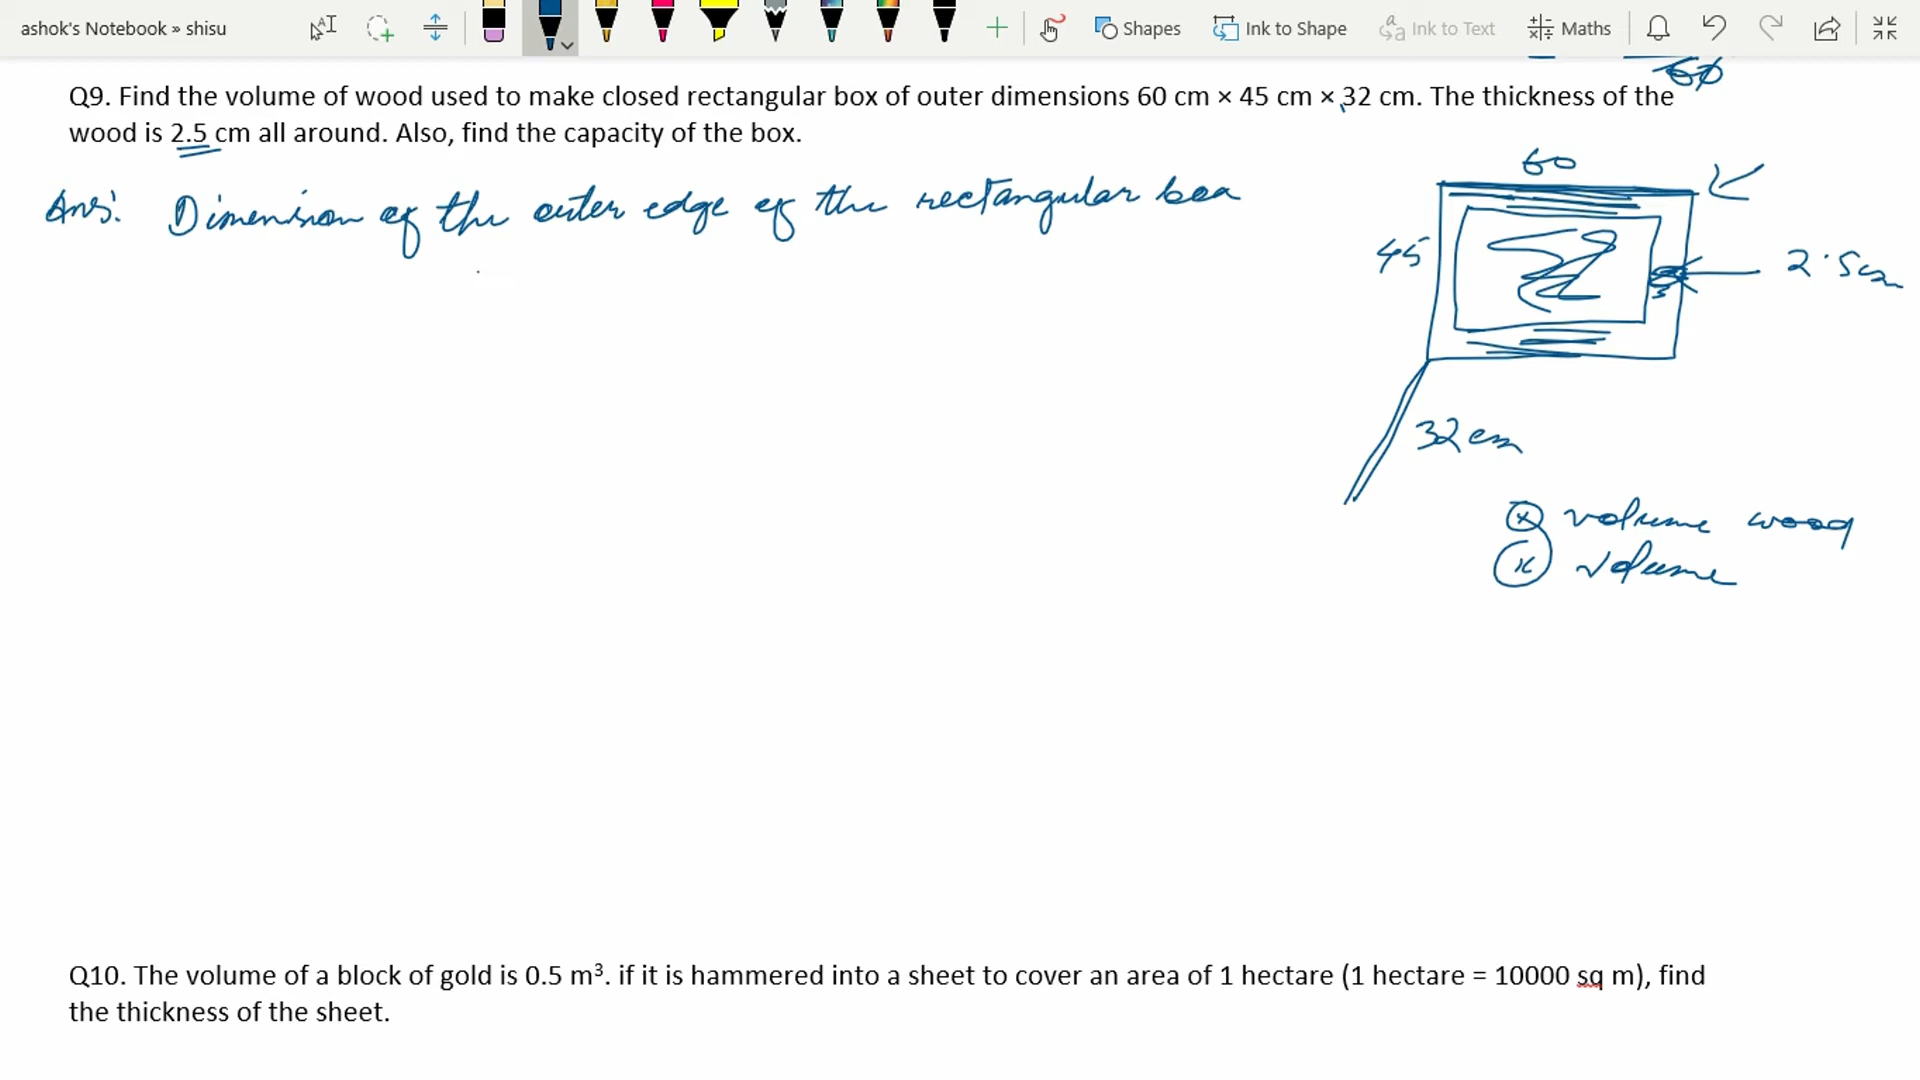 ashok's Notebook » shisu
Shapes Ink to Shape Ink to Text Maths
60
Q9. Find the volume of wood used to make closed rectangular box of outer dimensions 60 cm × 45 cm × 32 cm. The thickness of the
wood is 2.5 cm all around. Also, find the capacity of the box.
Ans: Dimension of the outer edge of the rectangular box
60
45
2.5cm
32 cm
volume wood
volume
Q10. The volume of a block of gold is 0.5 m³. if it is hammered into a sheet to cover an area of 1 hectare (1 hectare = 10000 sq m), find
the thickness of the sheet.